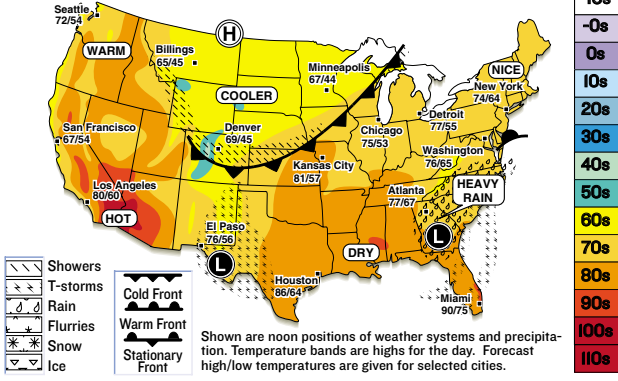 Seattle
72/54
WARM
Billings
65/45
H
Minneapolis
67/44
COOLER
NICE
New York
74/64
San Francisco
67/54
Denver
69/45
Chicago
75/53
Detroit
77/55
Washington
76/65
Kansas City
81/57
Los Angeles
80/60
HOT
Atlanta
77/67
HEAVY
RAIN
El Paso
76/56
L
L
DRY
Houston
86/64
Miami
90/75
Showers
T-storms
Rain
Flurries
Snow
Ice
Cold Front
Warm Front
Stationary
Front
Shown are noon positions of weather systems and precipita-
tion. Temperature bands are highs for the day. Forecast
high/low temperatures are given for selected cities.
-0s
0s
10s
20s
30s
40s
50s
60s
70s
80s
90s
100s
110s